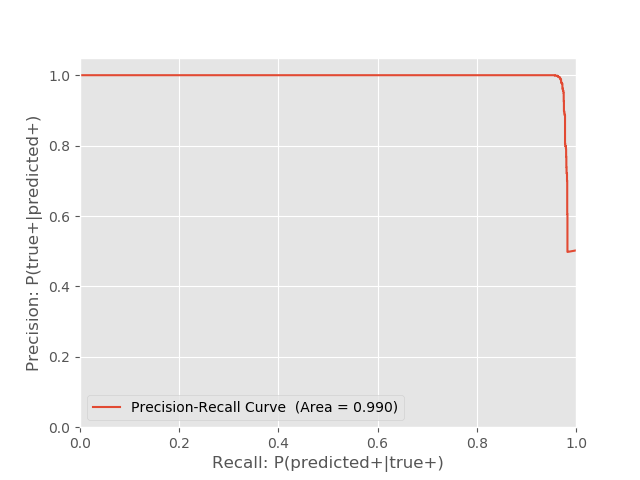 1.0
0.8
0.6
0.4
0.2
0.0
Precision: P(true+|predicted+)
Precision-Recall Curve  (Area = 0.990)
0.0 0.2 0.4 0.6 0.8 1.0
Recall: P(predicted+|true+)